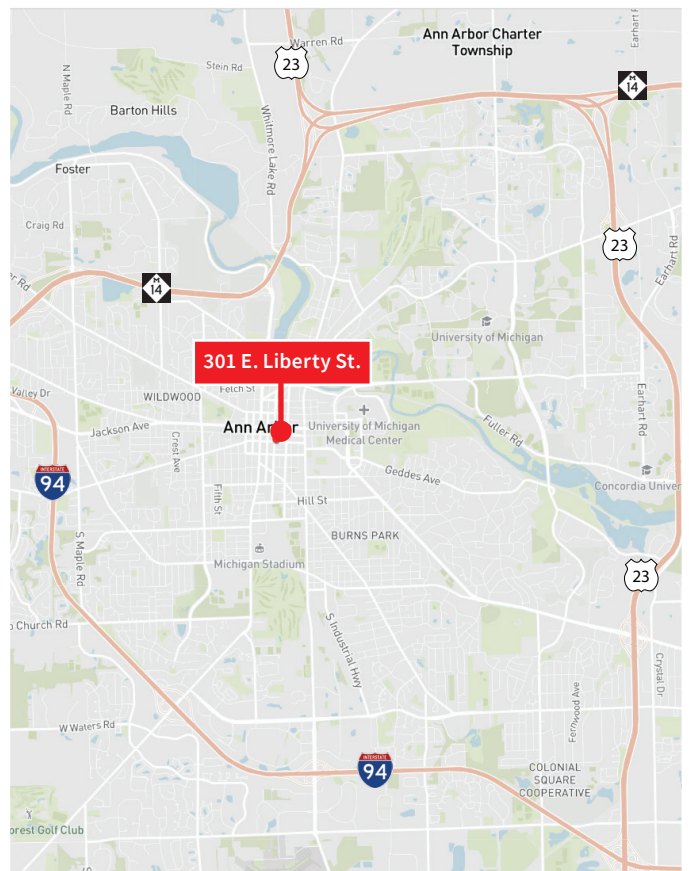 Ann Arbor Charter
Township
Earhart R
Warren Rd
23
Stein Rd
N Maple Rd
M
14
Barton Hills
Whitmore Lake Rd
Foster
Craig Rd
23
Earhart Rd
er Rd
M
14
University of Michigan
301 E. Liberty St.
Valley Dr
Felch St
WILDWOOD
Earhart Rd
Jackson Ave
Ann Ar or
University of Michigan
Medical Center
Fuller Rd
Crest Ave
INTERSTATE
94
Geddes Ave
Concordia Univer
Fifth St
Hill St
BURNS PARK
S Maple Rd
Michigan Stadium
23
o Church Rd
S Industrial Hwy
Crystal Dr
Fernwood Ave
W Waters Rd
INTERSTATE
94
COLONIAL
SQUARE
COOPERATIVE
orest Golf Club